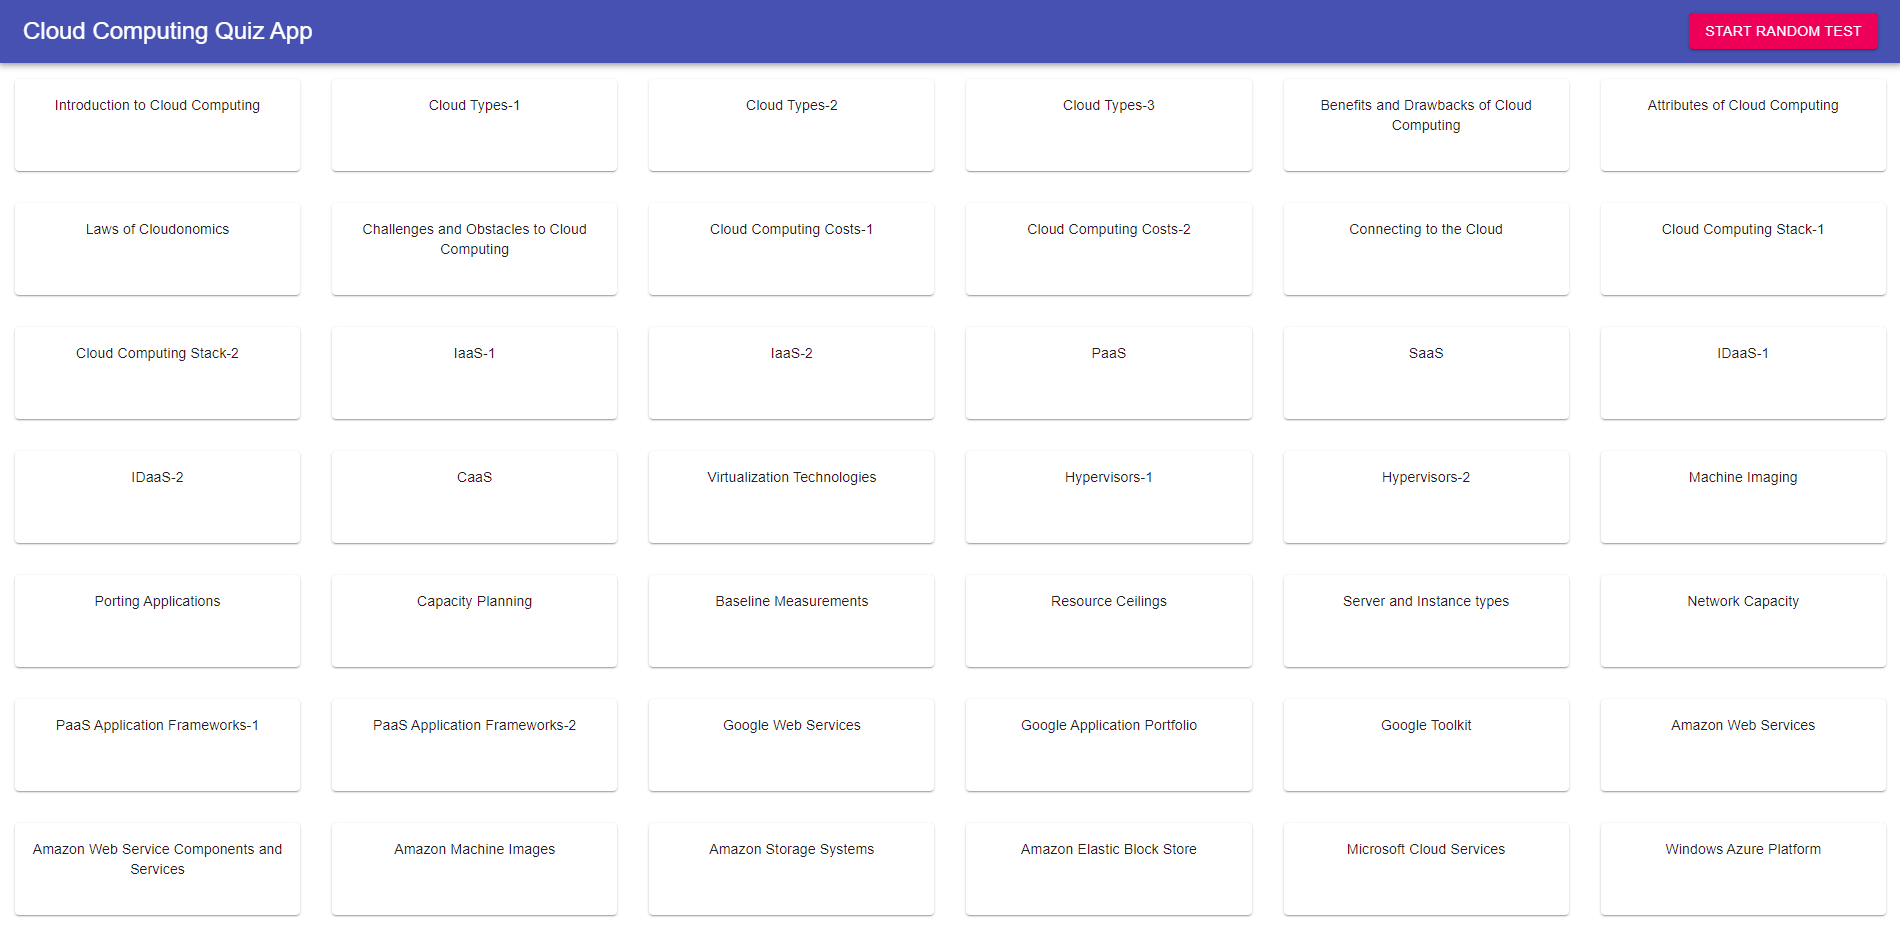 Cloud Computing Quiz App
START RANDOM TEST
Introduction to Cloud Computing
Cloud Types-1
Cloud Types-2
Cloud Types-3
Benefits and Drawbacks of Cloud
Computing
Attributes of Cloud Computing
Laws of Cloudonomics
Challenges and Obstacles to Cloud
Computing
Cloud Computing Costs-1
Cloud Computing Costs-2
Connecting to the Cloud
Cloud Computing Stack-1
Cloud Computing Stack-2
IaaS-1
IaaS-2
PaaS
SaaS
IDaaS-1
IDaaS-2
CaaS
Virtualization Technologies
Hypervisors-1
Hypervisors-2
Machine Imaging
Porting Applications
Capacity Planning
Baseline Measurements
Resource Ceilings
Server and Instance types
Network Capacity
PaaS Application Frameworks-1
PaaS Application Frameworks-2
Google Web Services
Google Application Portfolio
Google Toolkit
Amazon Web Services
Amazon Web Service Components and
Services
Amazon Machine Images
Amazon Storage Systems
Amazon Elastic Block Store
Microsoft Cloud Services
Windows Azure Platform